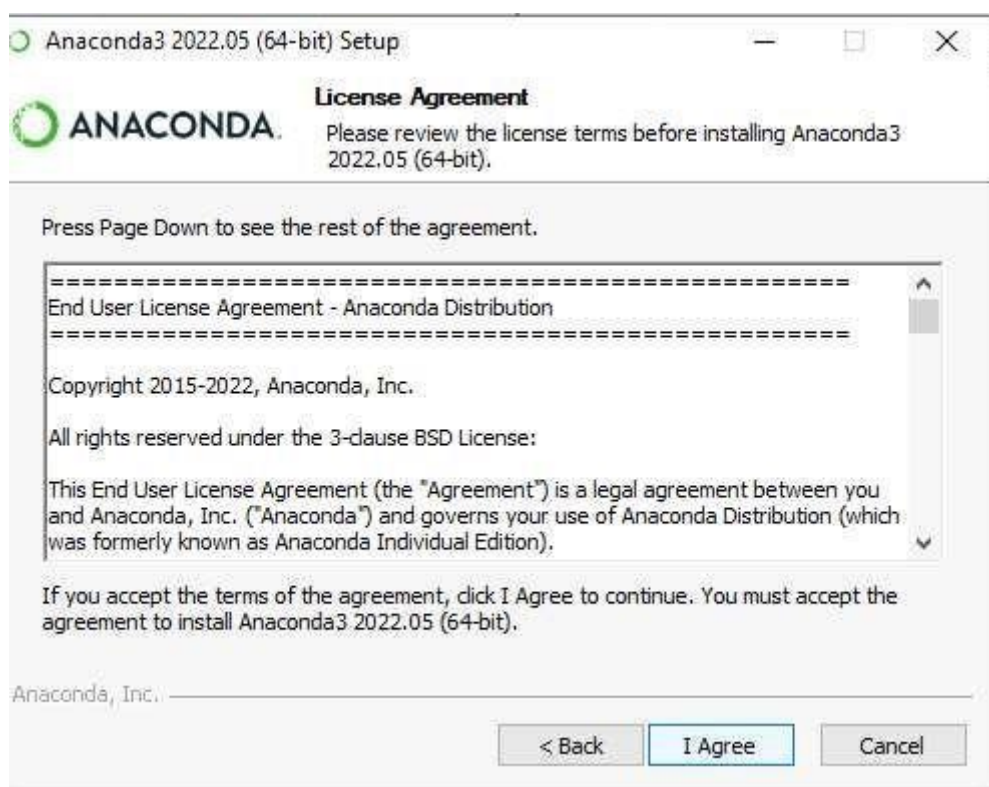 Anaconda3 2022.05 (64-bit) Setup
ANACONDA.
License Agreement
Please review the license terms before installing Anaconda3
2022.05 (64-bit).
Press Page Down to see the rest of the agreement.
==================================================
End User License Agreement - Anaconda Distribution
==================================================
Copyright 2015-2022, Anaconda, Inc.
All rights reserved under the 3-clause BSD License:
This End User License Agreement (the "Agreement") is a legal agreement between you
and Anaconda, Inc. ("Anaconda") and governs your use of Anaconda Distribution (which
was formerly known as Anaconda Individual Edition).
If you accept the terms of the agreement, click I Agree to continue. You must accept the
agreement to install Anaconda3 2022.05 (64-bit).
Anaconda, Inc.
< Back
I Agree
Cancel